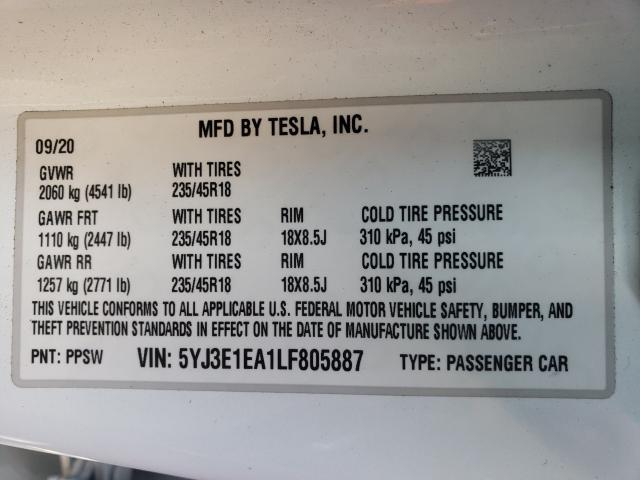 MFD BY TESLA, INC.
09/20
GVWR WITH TIRES
2060 kg (4541 lb) 235/45R18
GAWR FRT WITH TIRES RIM COLD TIRE PRESSURE
1110 kg (2447 lb) 235/45R18 18X8.5J 310 kPa, 45 psi
GAWR RR WITH TIRES RIM COLD TIRE PRESSURE
1257 kg (2771 lb) 235/45R18 18X8.5J 310 kPa, 45 psi
THIS VEHICLE CONFORMS TO ALL APPLICABLE U.S. FEDERAL MOTOR VEHICLE SAFETY, BUMPER, AND
THEFT PREVENTION STANDARDS IN EFFECT ON THE DATE OF MANUFACTURE SHOWN ABOVE.
PNT: PPSW VIN: 5YJ3E1EA1LF805887 TYPE: PASSENGER CAR